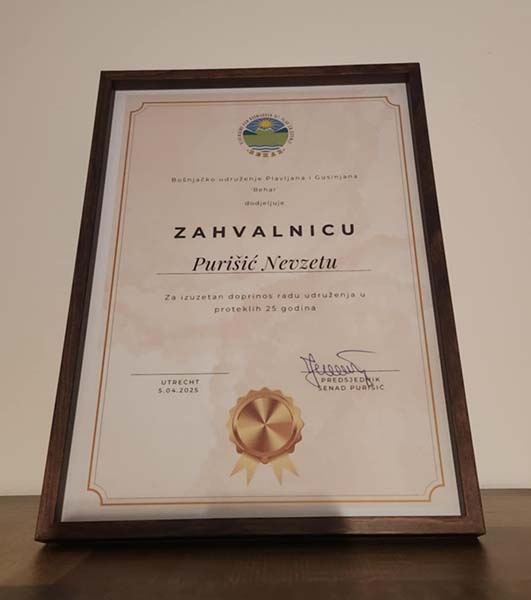 Bošnjačko udruženje Plavljana i Gusinjana
'Behar'
dodjeljuje
ZAHVALNICU
Purišić Nevzetu
Za izuzetan doprinos radu udruženja u
proteklih 25 godina
UTRECHT
5.04.2025
PREDSJEDNIK
SENAD PURIŠIĆ